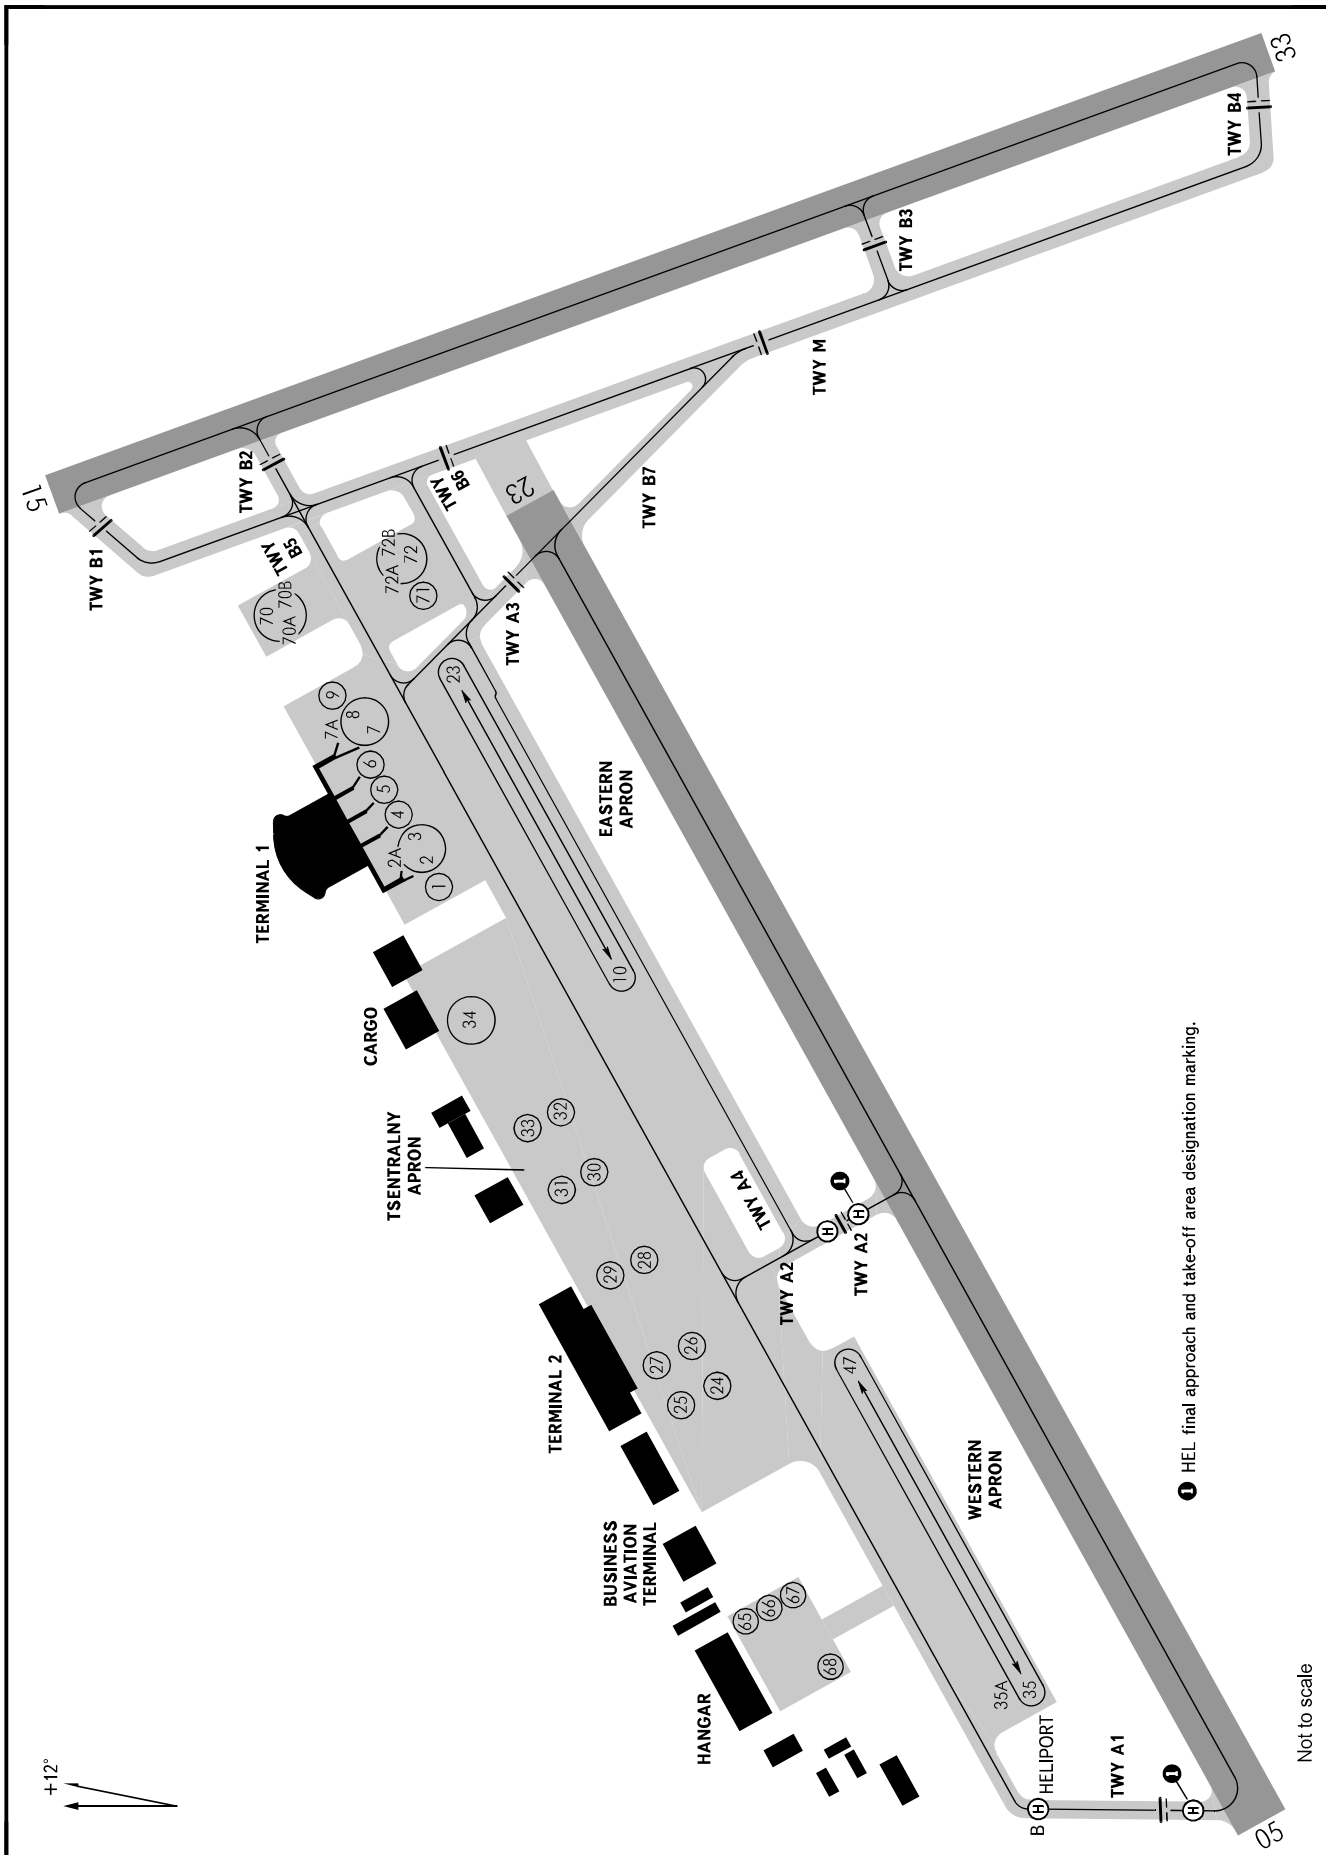 33
TWY B4
TWY B3
TWY M
15
TWY B2
TWY B1
TWY
B5
TWY
B6
23
TWY B7
TWY A3
70
70A
70B
72A
72B
72
71
9
8
7
7A
6
5
4
3
2
2A
1
23
10
TERMINAL 1
EASTERN
APRON
CARGO
34
TSENTRALNY
APRON
33
32
31
30
29
28
27
26
25
24
TERMINAL 2
TWY A4
TWY A2
TWY A2
H
H
1
47
WESTERN
APRON
35A
35
BUSINESS
AVIATION
TERMINAL
65
66
67
68
HANGAR
B
H
HELIPORT
TWY A1
1
H
05
+12°
1 HEL final approach and take-off area designation marking.
Not to scale